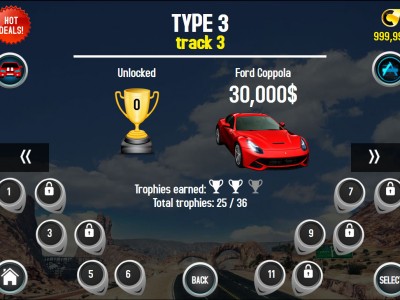 HOT
DEALS!
TYPE 3
track 3
999,99
Unlocked
Ford Coppola
0
30,000$
«
»
Trophies earned:
Total trophies: 25 / 36
1
7
3
9
5
6
BACK
11
SELECT